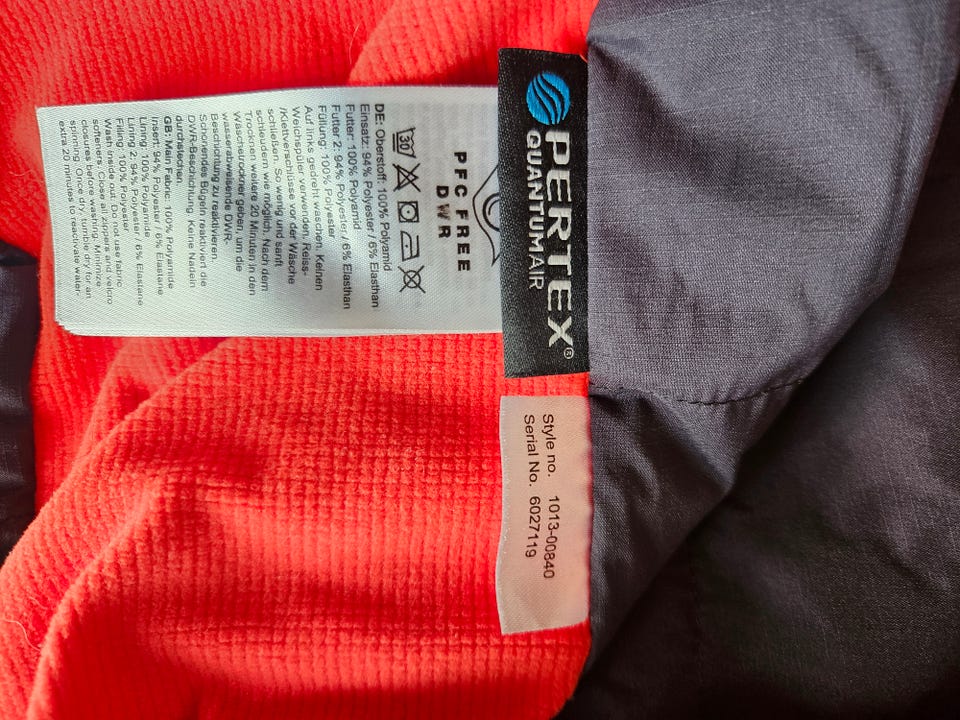 PERTEX®
QUANTUMAIR
PFC FREE
DWR
30
DE: Oberstoff: 100% Polyamid
Einsatz: 94% Polyester / 6% Elasthan
Futter: 100% Polyamid
Futter 2: 94% Polyester / 6% Elasthan
Füllung: 100% Polyester
Auf links gedreht waschen. Keinen
Weichspüler verwenden. Reiss-
/Klettverschlüsse vor der Wäsche
schließen. So wenig und sanft
schleudern wie möglich. Nach dem
Trocknen weitere 20 Minuten in den
Wäschetrockner geben, um die
wasserabweisende DWR-
Beschichtung zu reaktivieren.
Schonendes Bügeln reaktiviert die
DWR-Beschichtung. Keine Nadeln
durchstechen.
GB: Main Fabric: 100% Polyamide
Insert: 94% Polyester / 6% Elastane
Lining: 100% Polyamide
Lining 2: 94% Polyester / 6% Elastane
Filling: 100% Polyester
Wash inside out. Do not use fabric
softeners. Close all zippers and velcro
closures before washing. Minimize
spinning. Once dry, tumble dry for an
extra 20 minutes to reactivate water-
Style no. 1013-00840
Serial No. 6027119